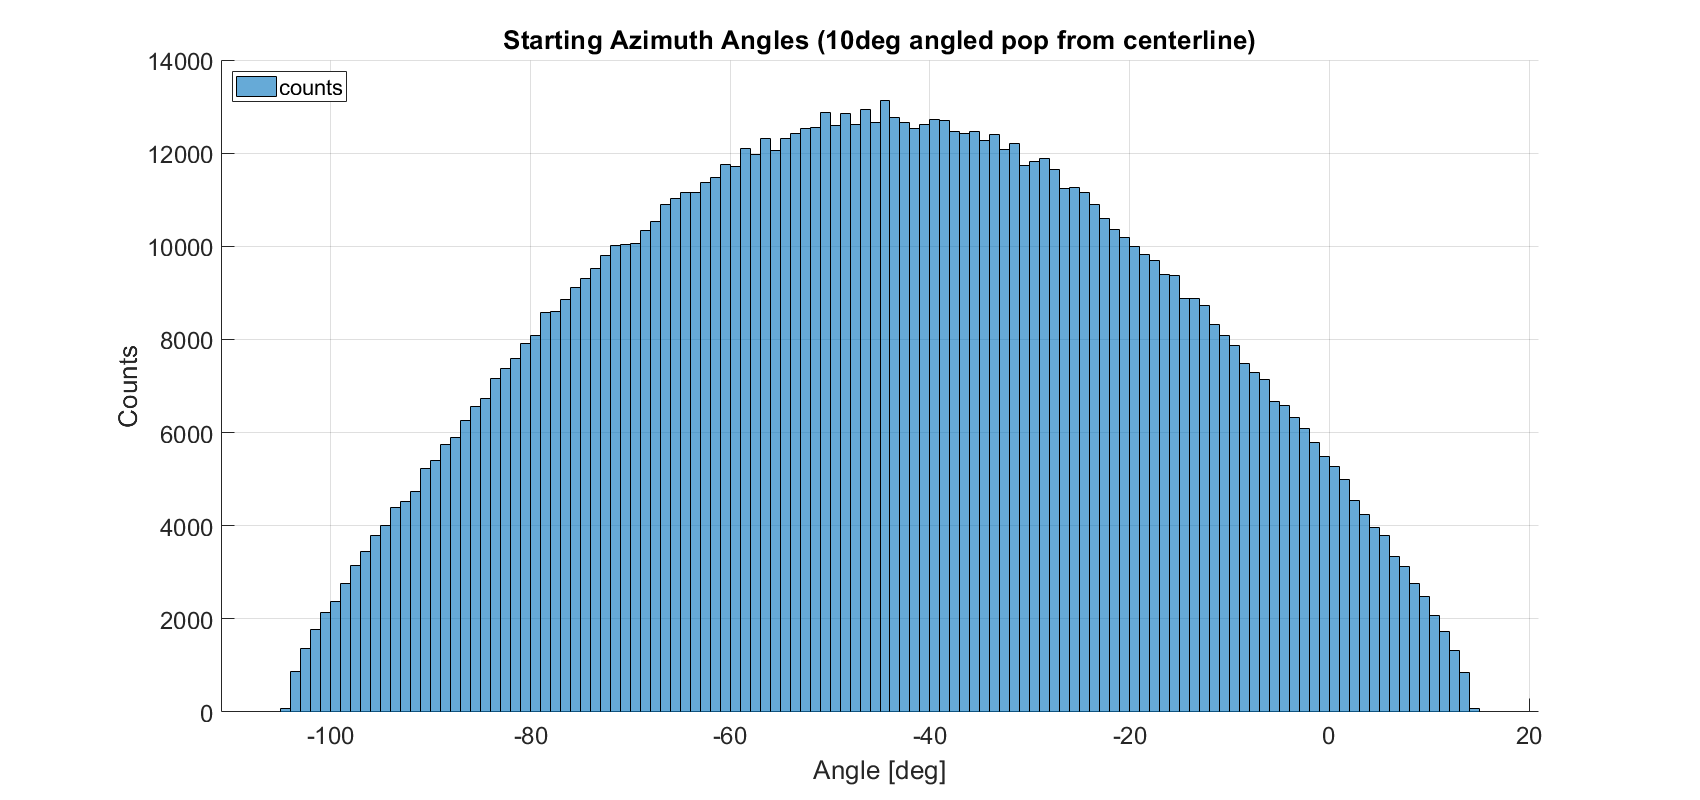 Starting Azimuth Angles (10deg angled pop from centerline)
counts
14000
12000
10000
8000
6000
4000
2000
0
Counts
-100 -80 -60 -40 -20 0 20
Angle [deg]